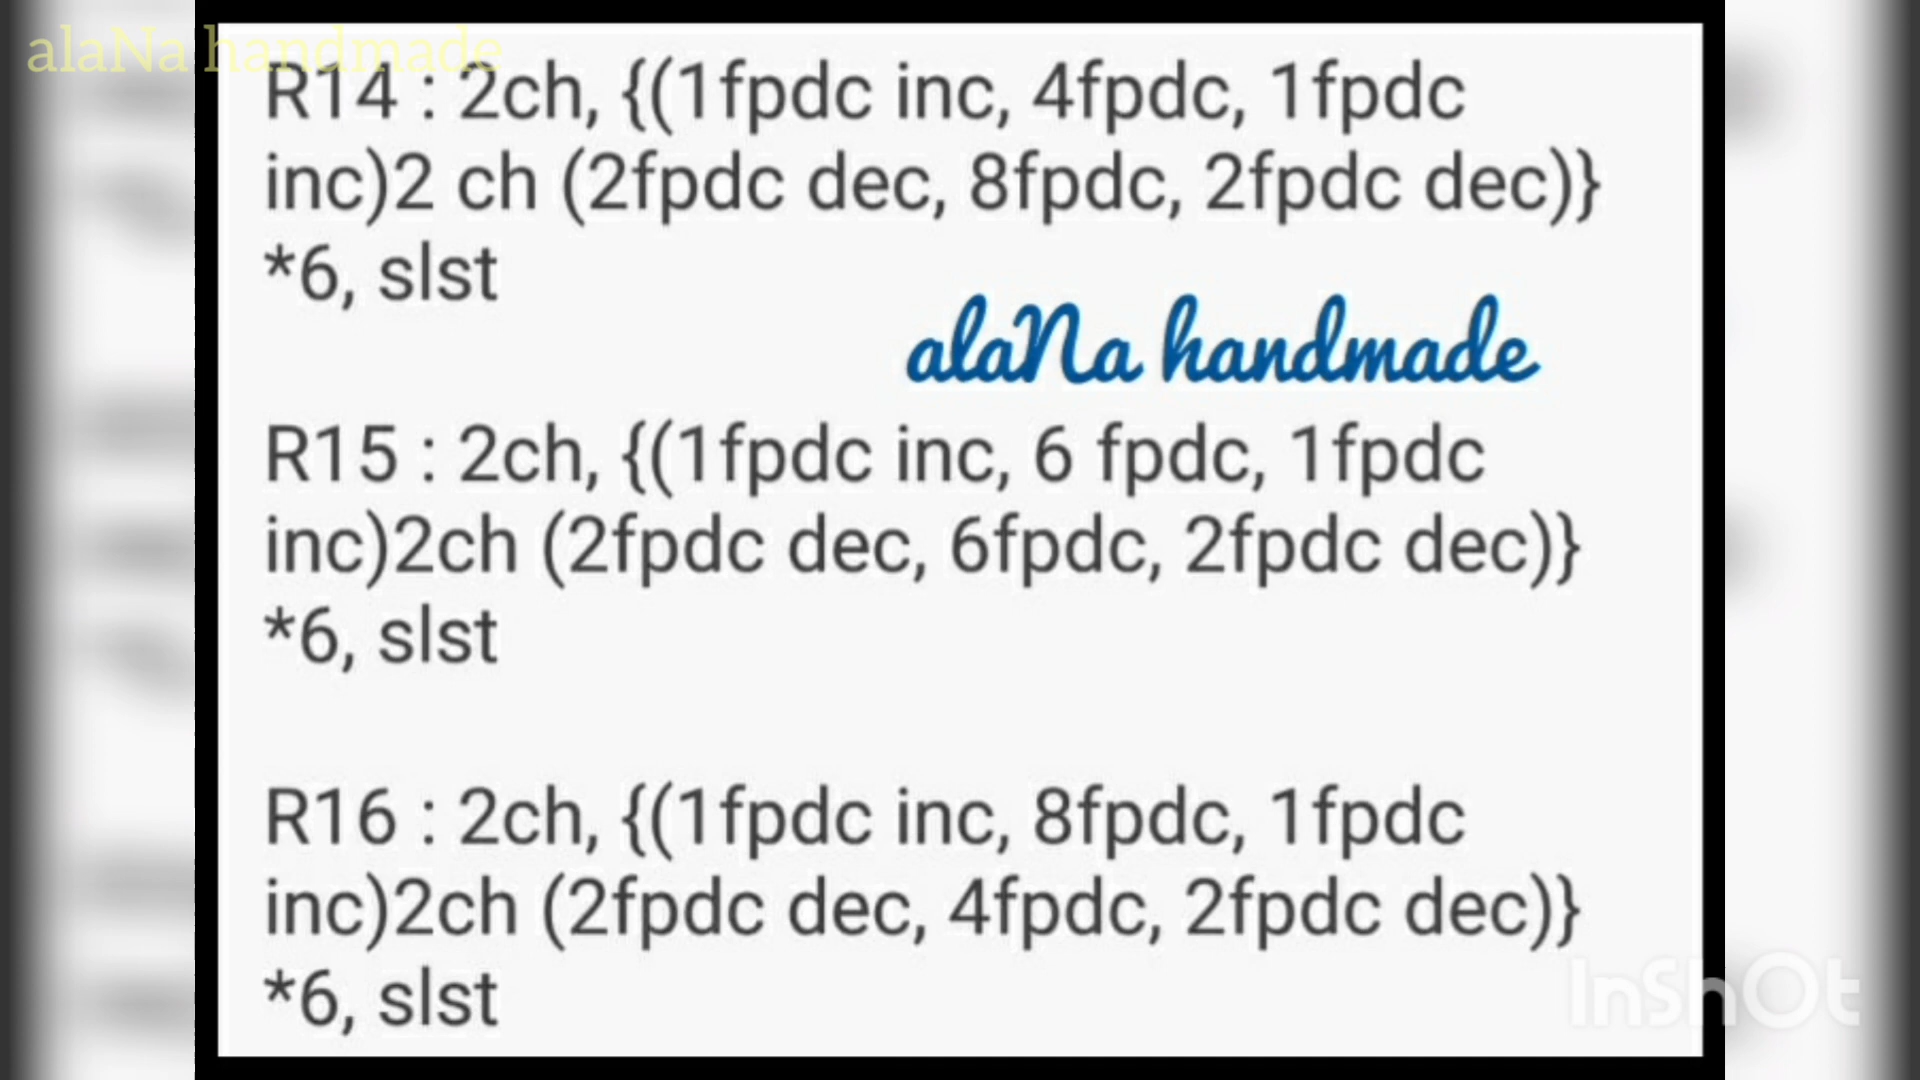 alaNa handmade
R14 : 2ch, {(1fpdc inc, 4fpdc, 1fpdc
inc)2 ch (2fpdc dec, 8fpdc, 2fpdc dec)}
*6, slst
alaNa handmade
R15 : 2ch, {(1fpdc inc, 6 fpdc, 1fpdc
inc)2ch (2fpdc dec, 6fpdc, 2fpdc dec)}
*6, slst
R16 : 2ch, {(1fpdc inc, 8fpdc, 1fpdc
inc)2ch (2fpdc dec, 4fpdc, 2fpdc dec)}
*6, slst
InShOt